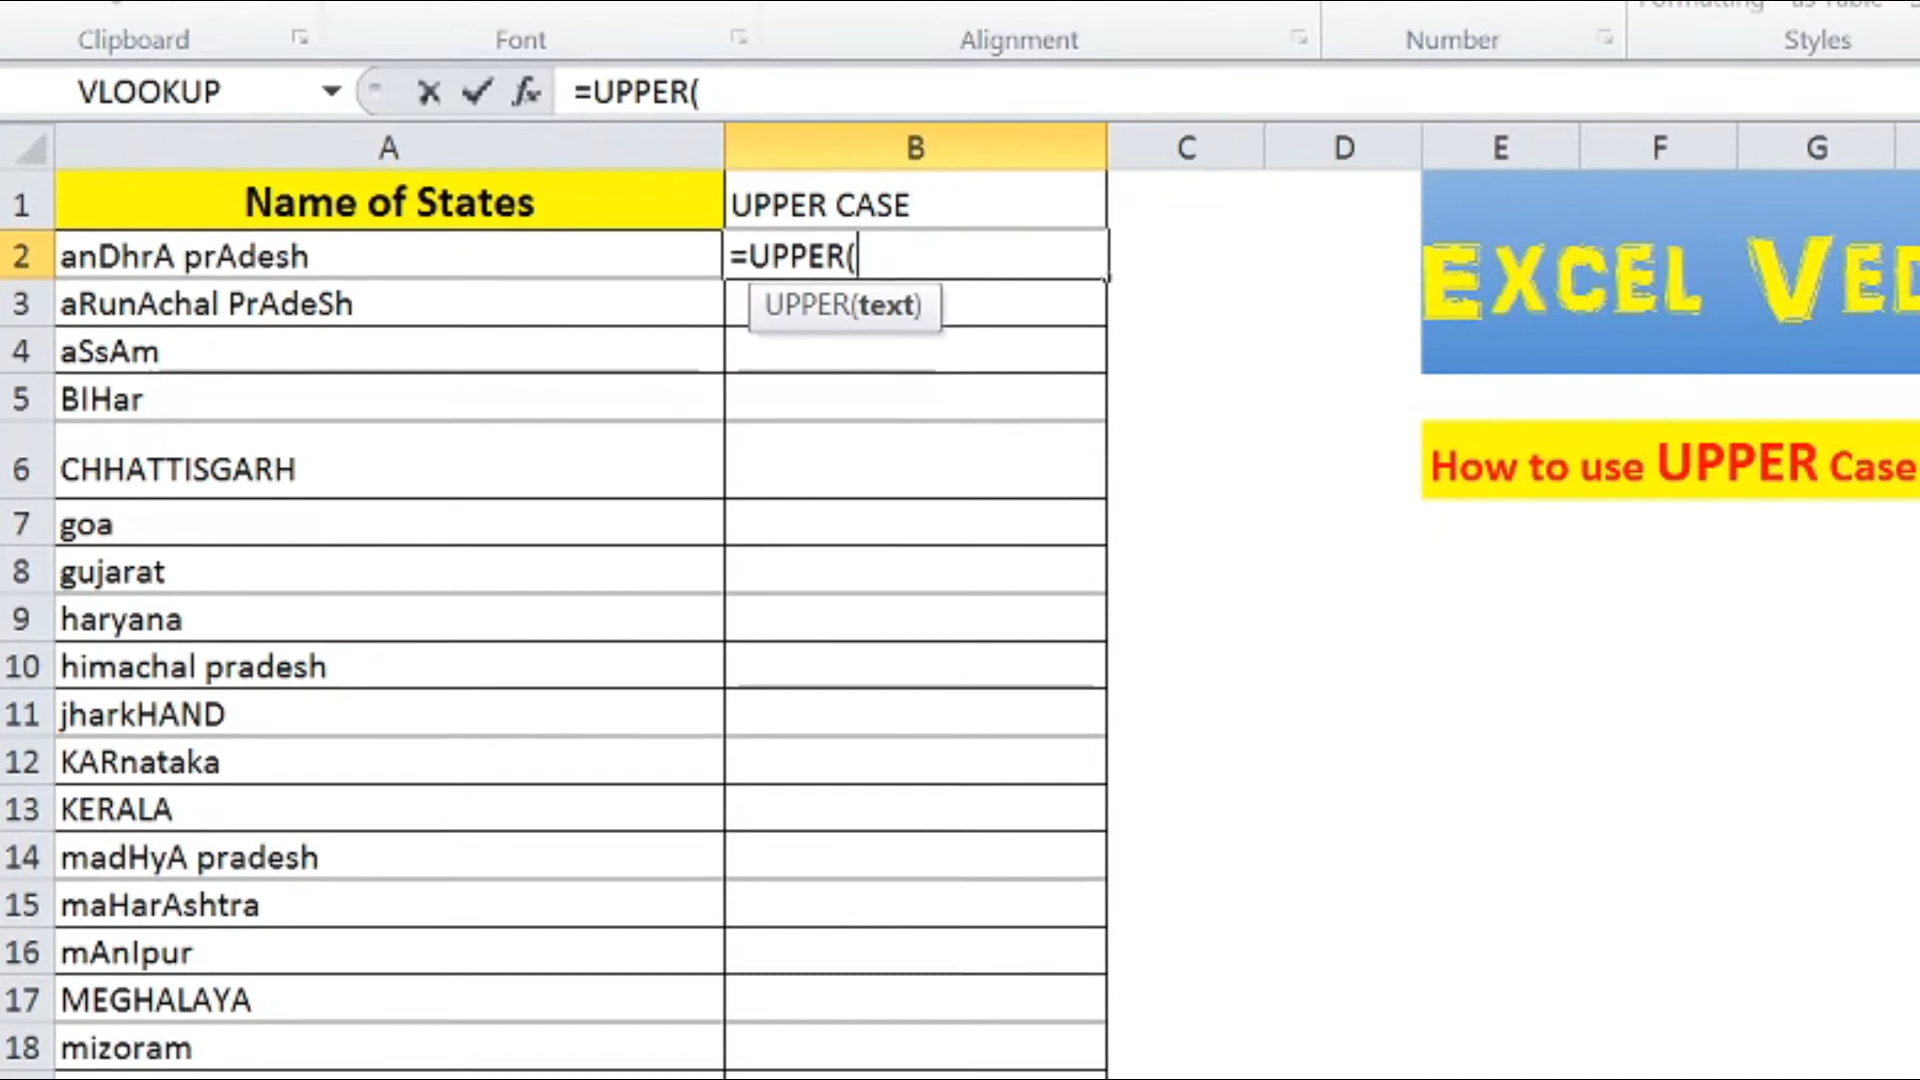 Clipboard
Font
Alignment
Number
Styles
VLOOKUP
fx
=UPPER(
A
B
C
D
E
F
G
1
Name of States
UPPER CASE
2
anDhrA prAdesh
=UPPER(
3
aRunAchal PrAdeSh
UPPER(text)
EXCEL VED
4
aSsAm
5
BIHar
6
CHHATTISGARH
How to use UPPER Case
7
goa
8
gujarat
9
haryana
10
himachal pradesh
11
jharkHAND
12
KARnataka
13
KERALA
14
madHyA pradesh
15
maHarAshtra
16
mAnIpur
17
MEGHALAYA
18
mizoram